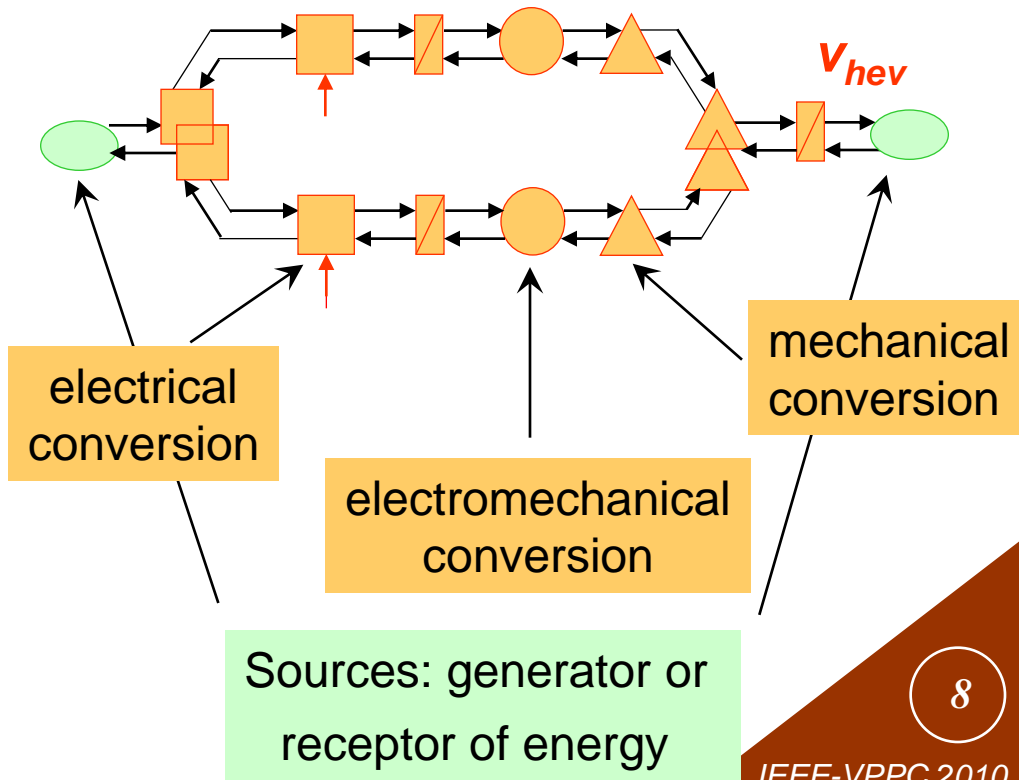 v_hev
electrical
conversion
mechanical
conversion
electromechanical
conversion
Sources: generator or
receptor of energy
8
IEEE-VPPC 2010